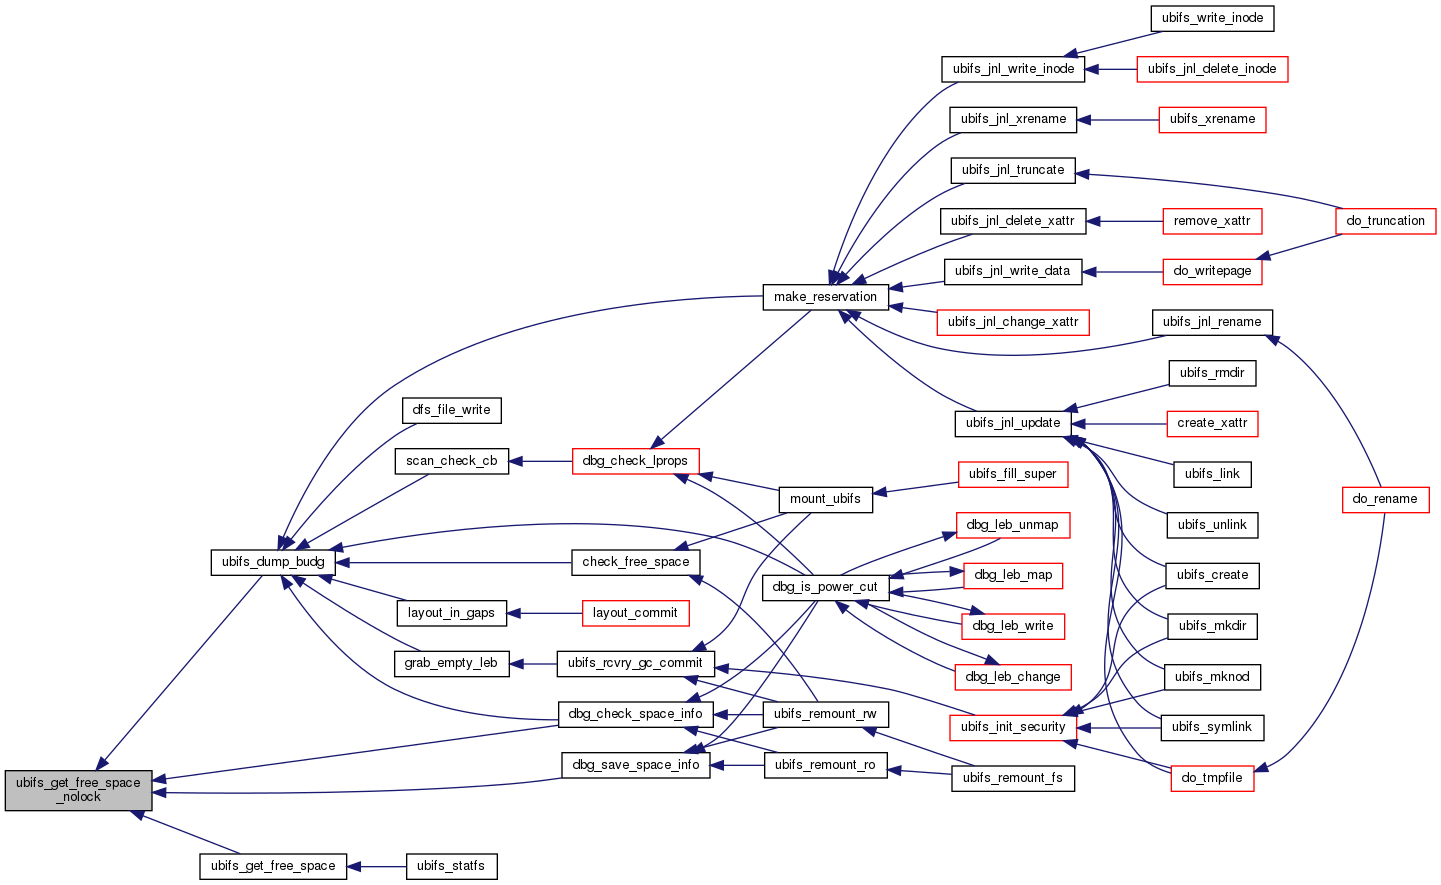 ubifs_write_inode
ubifs_jnl_write_inode
ubifs_jnl_delete_inode
ubifs_jnl_xrename
ubifs_xrename
ubifs_jnl_truncate
ubifs_jnl_delete_xattr
remove_xattr
do_truncation
ubifs_jnl_write_data
do_writepage
make_reservation
ubifs_jnl_change_xattr
ubifs_jnl_rename
ubifs_rmdir
dfs_file_write
ubifs_jnl_update
create_xattr
scan_check_cb
dbg_check_lprops
ubifs_link
mount_ubifs
ubifs_fill_super
do_rename
dbg_leb_unmap
ubifs_unlink
ubifs_dump_budg
check_free_space
dbg_is_power_cut
dbg_leb_map
ubifs_create
layout_in_gaps
layout_commit
dbg_leb_write
ubifs_mkdir
grab_empty_leb
ubifs_rcvry_gc_commit
dbg_leb_change
ubifs_mknod
dbg_check_space_info
ubifs_remount_rw
ubifs_init_security
ubifs_symlink
dbg_save_space_info
ubifs_remount_ro
ubifs_remount_fs
do_tmpfile
ubifs_get_free_space
_nolock
ubifs_get_free_space
ubifs_statfs